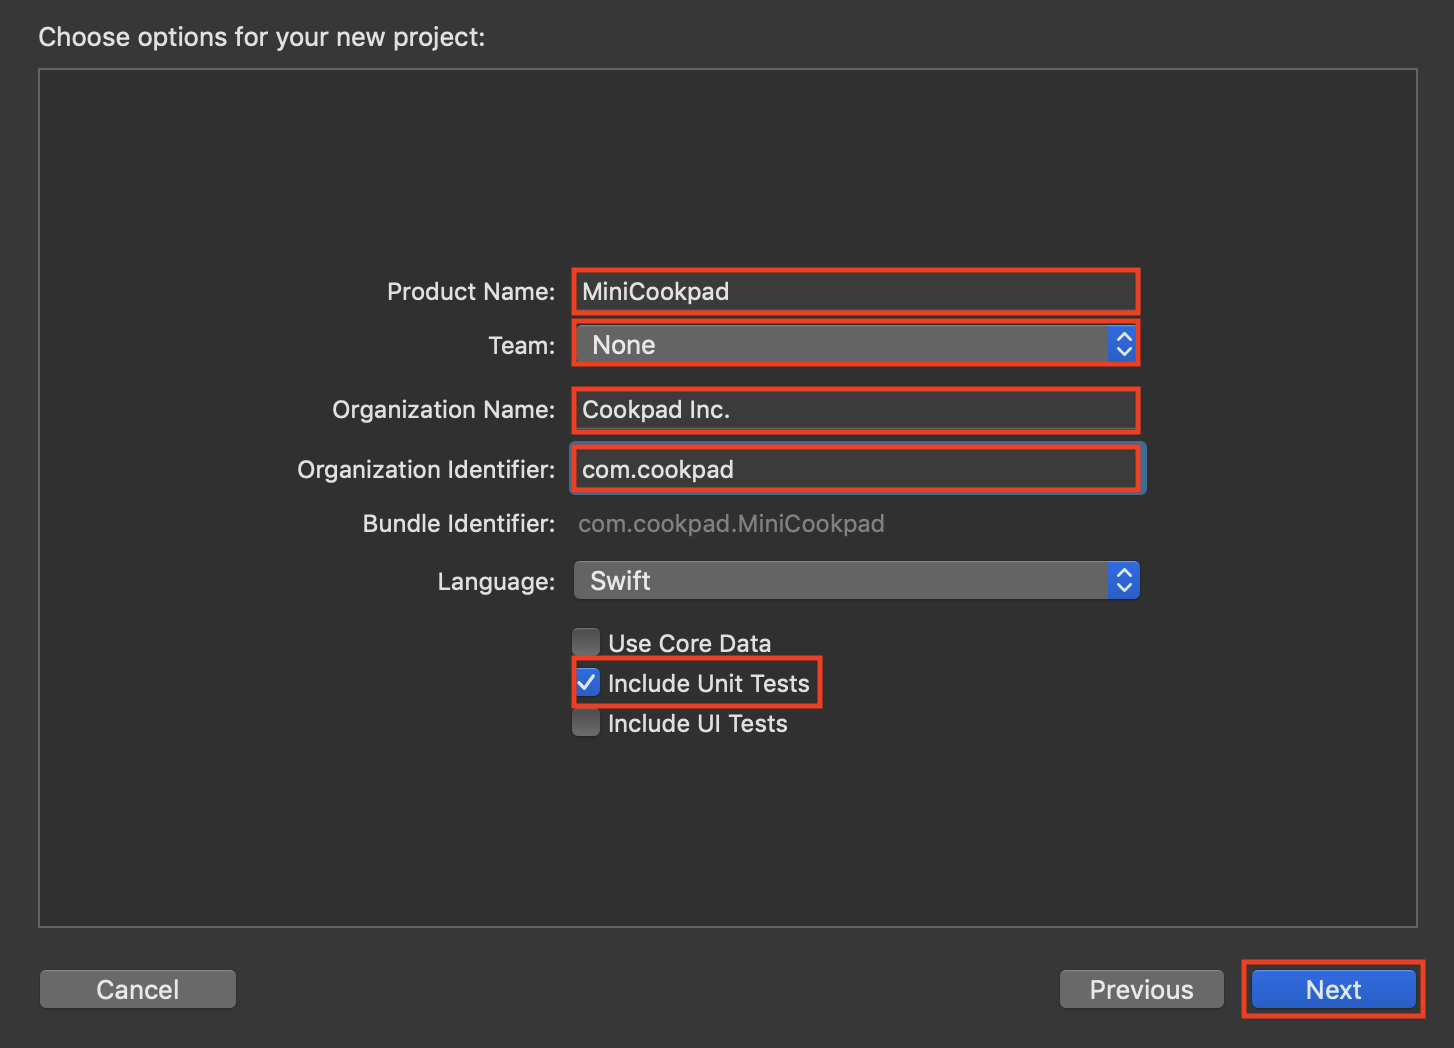 Choose options for your new project:
Product Name: MiniCookpad
Team: None
Organization Name: Cookpad Inc.
Organization Identifier: com.cookpad
Bundle Identifier: com.cookpad.MiniCookpad
Language: Swift
Use Core Data
Include Unit Tests
Include UI Tests
Cancel Previous Next